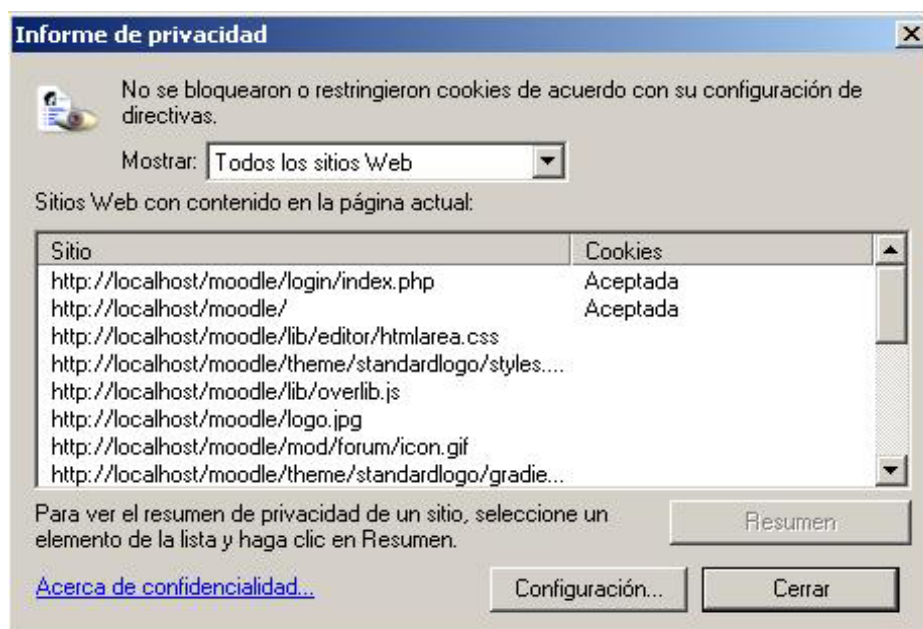 Informe de privacidad
No se bloquearon o restringieron cookies de acuerdo con su configuración de
directivas.
Mostrar: Todos los sitios Web
Sitios Web con contenido en la página actual:
Sitio Cookies
http://localhost/moodle/login/index.php Aceptada
http://localhost/moodle/ Aceptada
http://localhost/moodle/lib/editor/htmlarea.css
http://localhost/moodle/theme/standardlogo/styles....
http://localhost/moodle/lib/overlib.js
http://localhost/moodle/logo.jpg
http://localhost/moodle/mod/forum/icon.gif
http://localhost/moodle/theme/standardlogo/gradie...
Para ver el resumen de privacidad de un sitio, seleccione un
elemento de la lista y haga clic en Resumen.
Resumen
Acerca de confidencialidad...
Configuración...
Cerrar